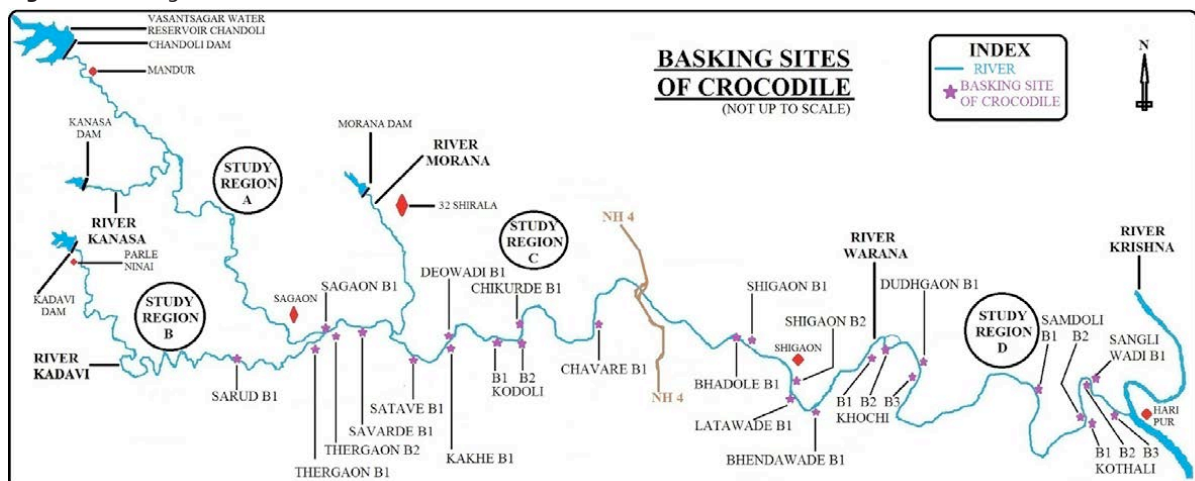 VASANTSAGAR WATER
RESERVOIR CHANDOLI
CHANDOLI DAM
MANDUR
KANASA
DAM
RIVER
KANASA
PARLE
NINAI
KADAVI
DAM
RIVER
KADAVI
STUDY
REGION
A
STUDY
REGION
B
SAGAON
SARUD B1
MORANA DAM
RIVER
MORANA
32 SHIRALA
SAGAON B1
THERGAON B1
THERGAON B2
SAVARDE B1
SATAVE B1
DEOWADI B1
KAKHE B1
CHIKURDE B1
B1 B2
KODOLI
STUDY
REGION
C
CHAVARE B1
NH 4
NH 4
BASKING SITES
OF CROCODILE
(NOT UP TO SCALE)
INDEX
RIVER
BASKING SITE
OF CROCODILE
N
BHADOLE B1
SHIGAON B1
SHIGAON
SHIGAON B2
LATAWADE B1
BHENDAWADE B1
RIVER
WARANA
B1 B2 B3
KHOCHI
DUDHGAON B1
STUDY
REGION
D
SAMDOLI
B1 B2
SANGLI
WADI B1
B1 B2 B3
KOTHALI
RIVER
KRISHNA
HARI
PUR